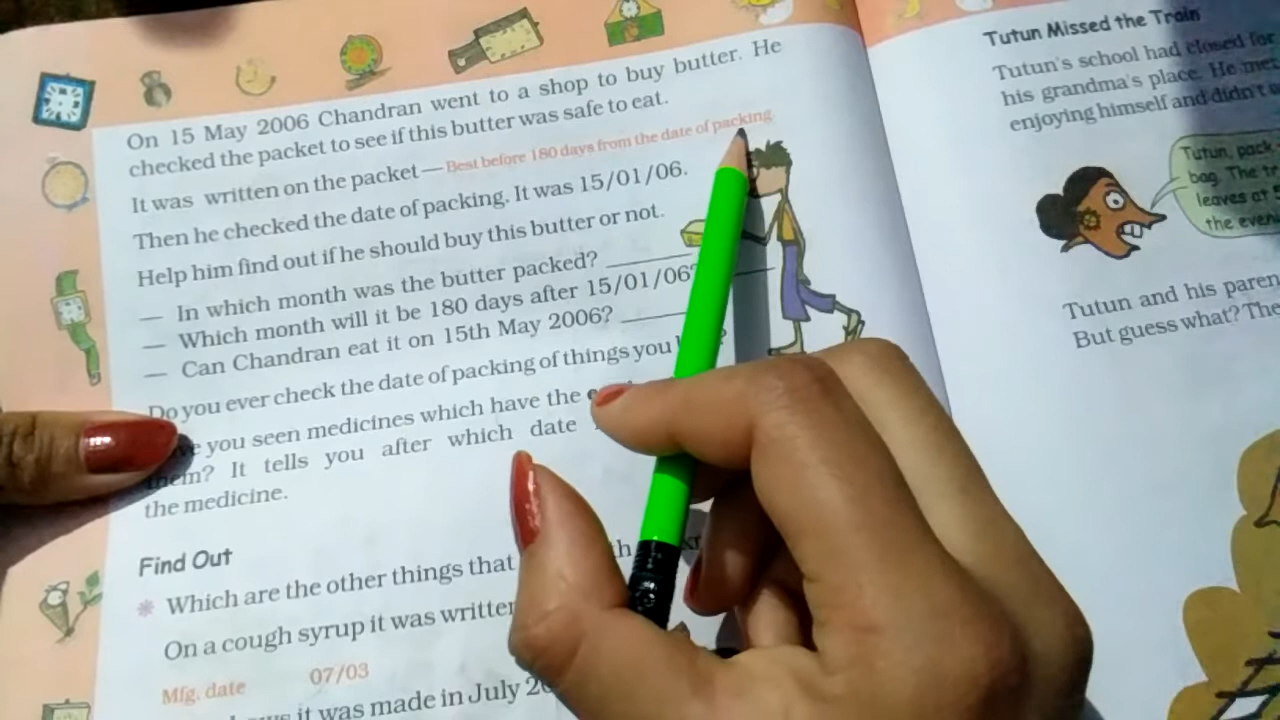 On 15 May 2006 Chandran went to a shop to buy butter. He
checked the packet to see if this butter was safe to eat.
It was written on the packet — Best before 180 days from the date of packing
Then he checked the date of packing. It was 15/01/06.
Help him find out if he should buy this butter or not.
— In which month was the butter packed? ______
— Which month will it be 180 days after 15/01/06?
— Can Chandran eat it on 15th May 2006? ______
Do you ever check the date of packing of things you
you seen medicines which have the
them? It tells you after which date
the medicine.
Find Out
Which are the other things that
On a cough syrup it was written
Mfg. date 07/03
it was made in July
Tutun Missed the Train
Tutun's school had closed for
his grandma's place. He met
enjoying himself and didn't
Tutun, pack
bag. The
leaves at
the
Tutun and his
But guess what? The